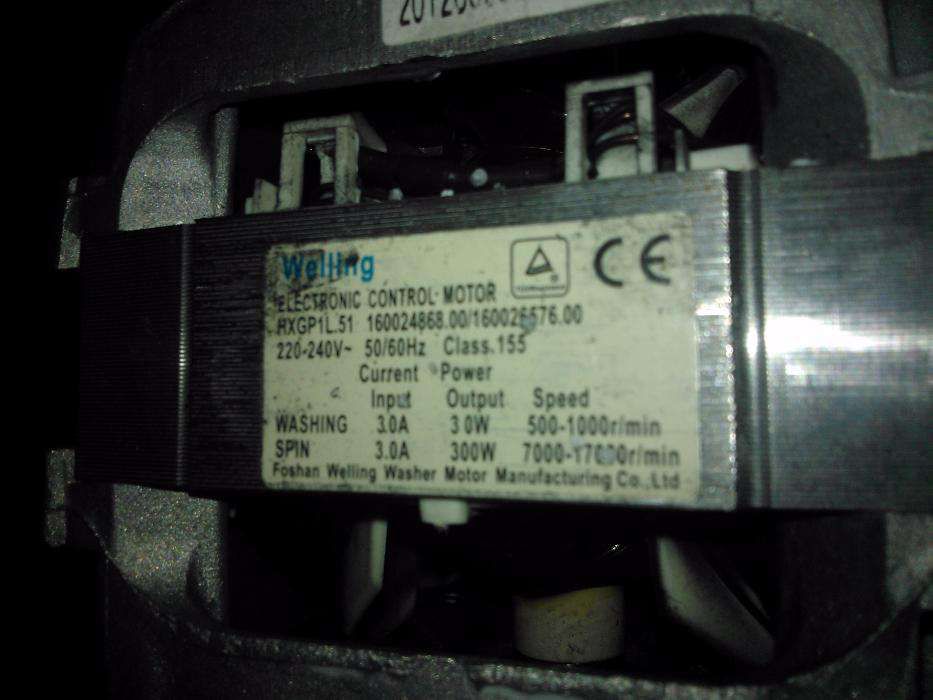 Welling
CE
ELECTRONIC CONTROL MOTOR
HXGP1L.51 160024868.00/160026576.00
220-240V~ 50/60Hz Class.155
Current Power
Input Output Speed
WASHING 3.0A 30W 500-1000r/min
SPIN 3.0A 300W 7000-17000r/min
Foshan Welling Washer Motor Manufacturing Co.,Ltd